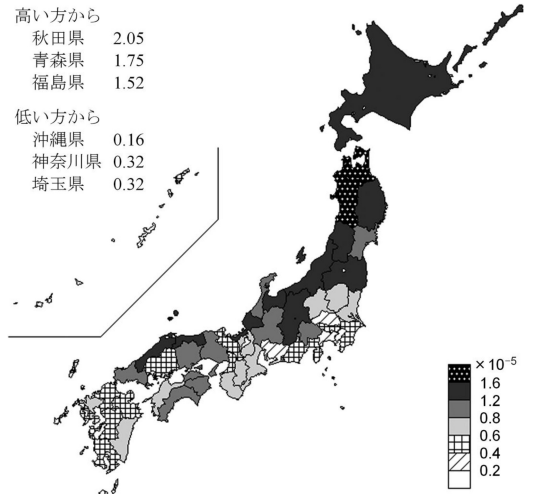 高い方から
秋田県 2.05
青森県 1.75
福島県 1.52
低い方から
沖縄県 0.16
神奈川県 0.32
埼玉県 0.32
×10⁻⁵
1.6
1.2
0.8
0.6
0.4
0.2